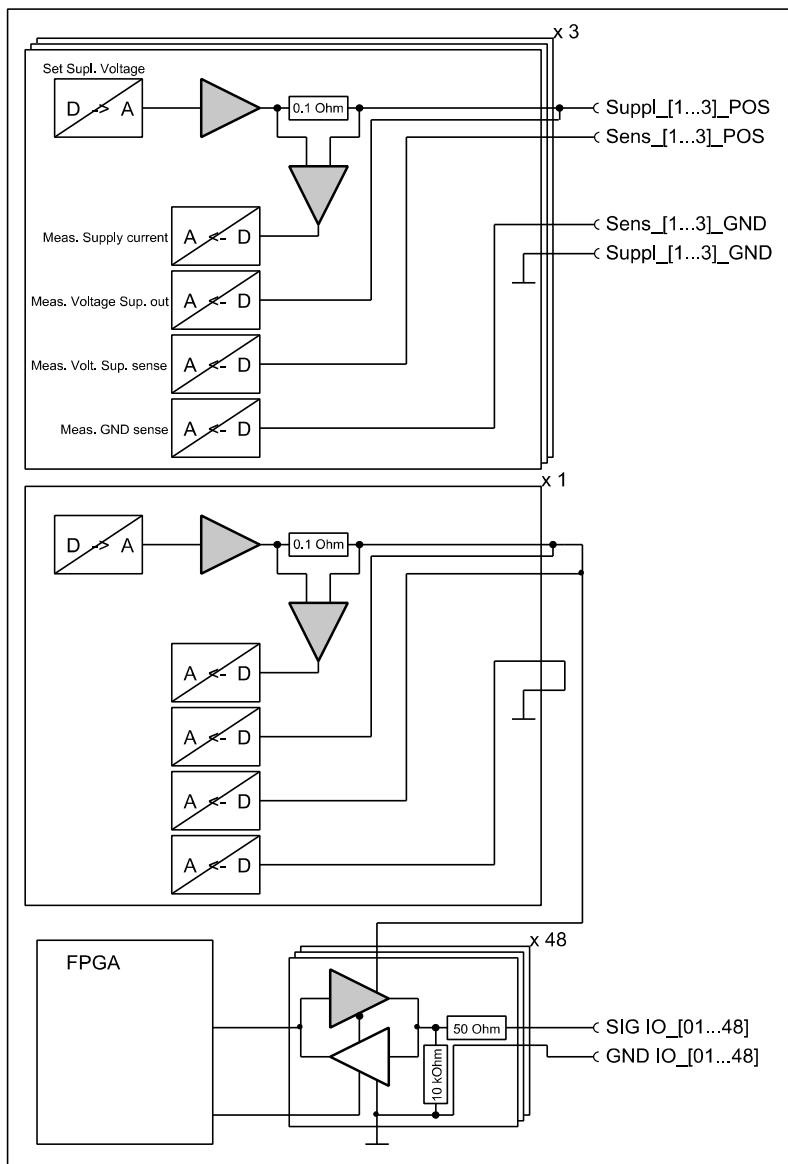 x 3
Set Supl. Voltage
D -> A
0.1 Ohm
Suppl_[1...3]_POS
Sens_[1...3]_POS
Meas. Supply current
A <- D
Sens_[1...3]_GND
Suppl_[1...3]_GND
Meas. Voltage Sup. out
A <- D
Meas. Volt. Sup. sense
A <- D
Meas. GND sense
A <- D
x 1
D -> A
0.1 Ohm
A <- D
A <- D
A <- D
A <- D
x 48
FPGA
50 Ohm
SIG IO_[01...48]
GND IO_[01...48]
10 kOhm